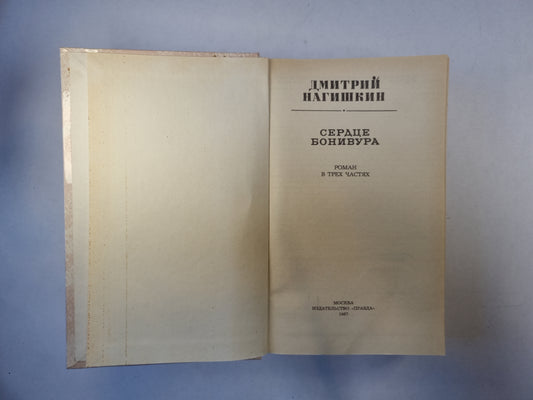 ДМИТРИЙ
НАГИШКИН
СЕРДЦЕ
БОНИВУРА
РОМАН
В ТРЕХ ЧАСТЯХ
МОСКВА
ИЗДАТЕЛЬСТВО «ПРАВДА»
1987